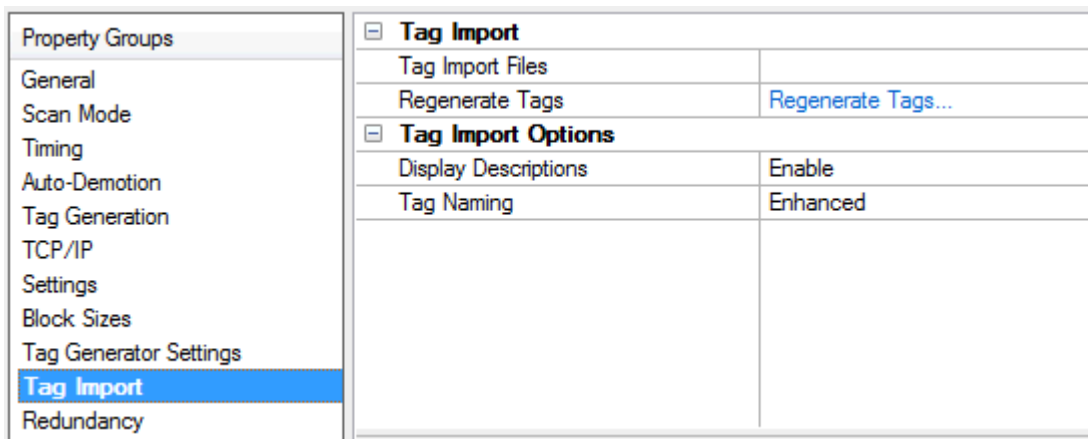 Property Groups
General
Scan Mode
Timing
Auto-Demotion
Tag Generation
TCP/IP
Settings
Block Sizes
Tag Generator Settings
Tag Import
Redundancy
Tag Import
Tag Import Files
Regenerate Tags Regenerate Tags...
Tag Import Options
Display Descriptions Enable
Tag Naming Enhanced